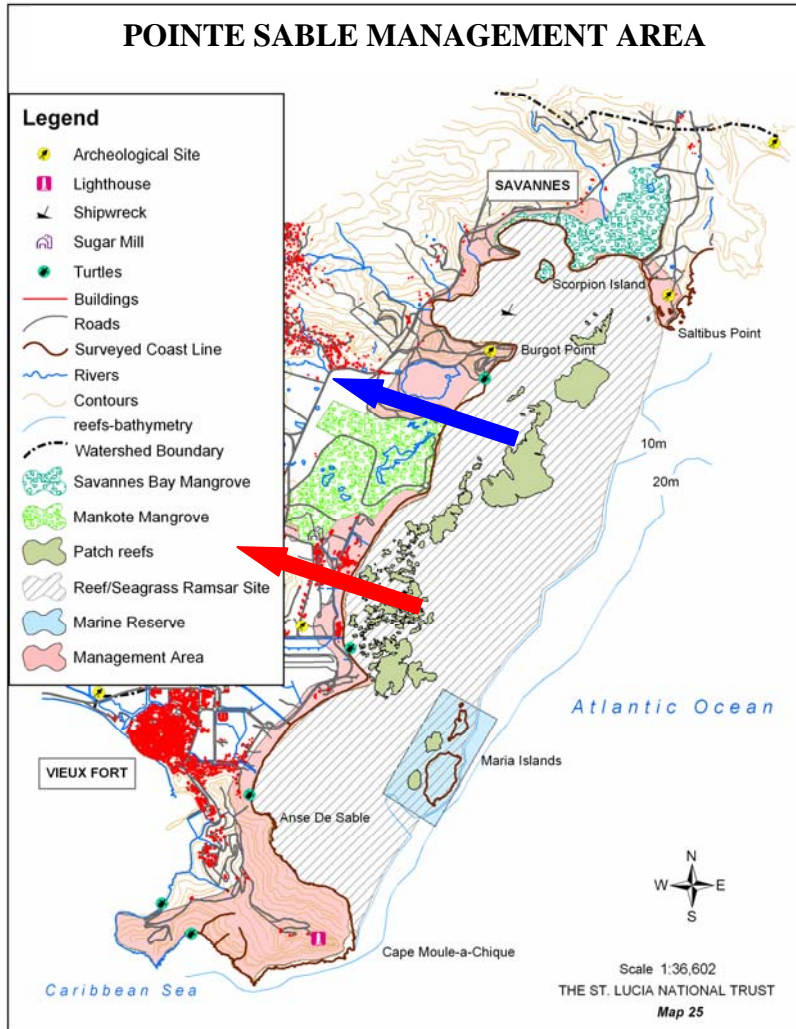 POINTE SABLE MANAGEMENT AREA
Legend
Archeological Site
Lighthouse
Shipwreck
Sugar Mill
Turtles
Buildings
Roads
Surveyed Coast Line
Rivers
Contours
reefs-bathymetry
Watershed Boundary
Savannes Bay Mangrove
Mankote Mangrove
Patch reefs
Reef/Seagrass Ramsar Site
Marine Reserve
Management Area
SAVANNES
Scorpion Island
Saltibus Point
Burgot Point
10m
20m
Atlantic Ocean
Maria Islands
VIEUX FORT
Anse De Sable
Cape Moule-a-Chique
Caribbean Sea
N
W E
S
Scale 1:36,602
THE ST. LUCIA NATIONAL TRUST
Map 25